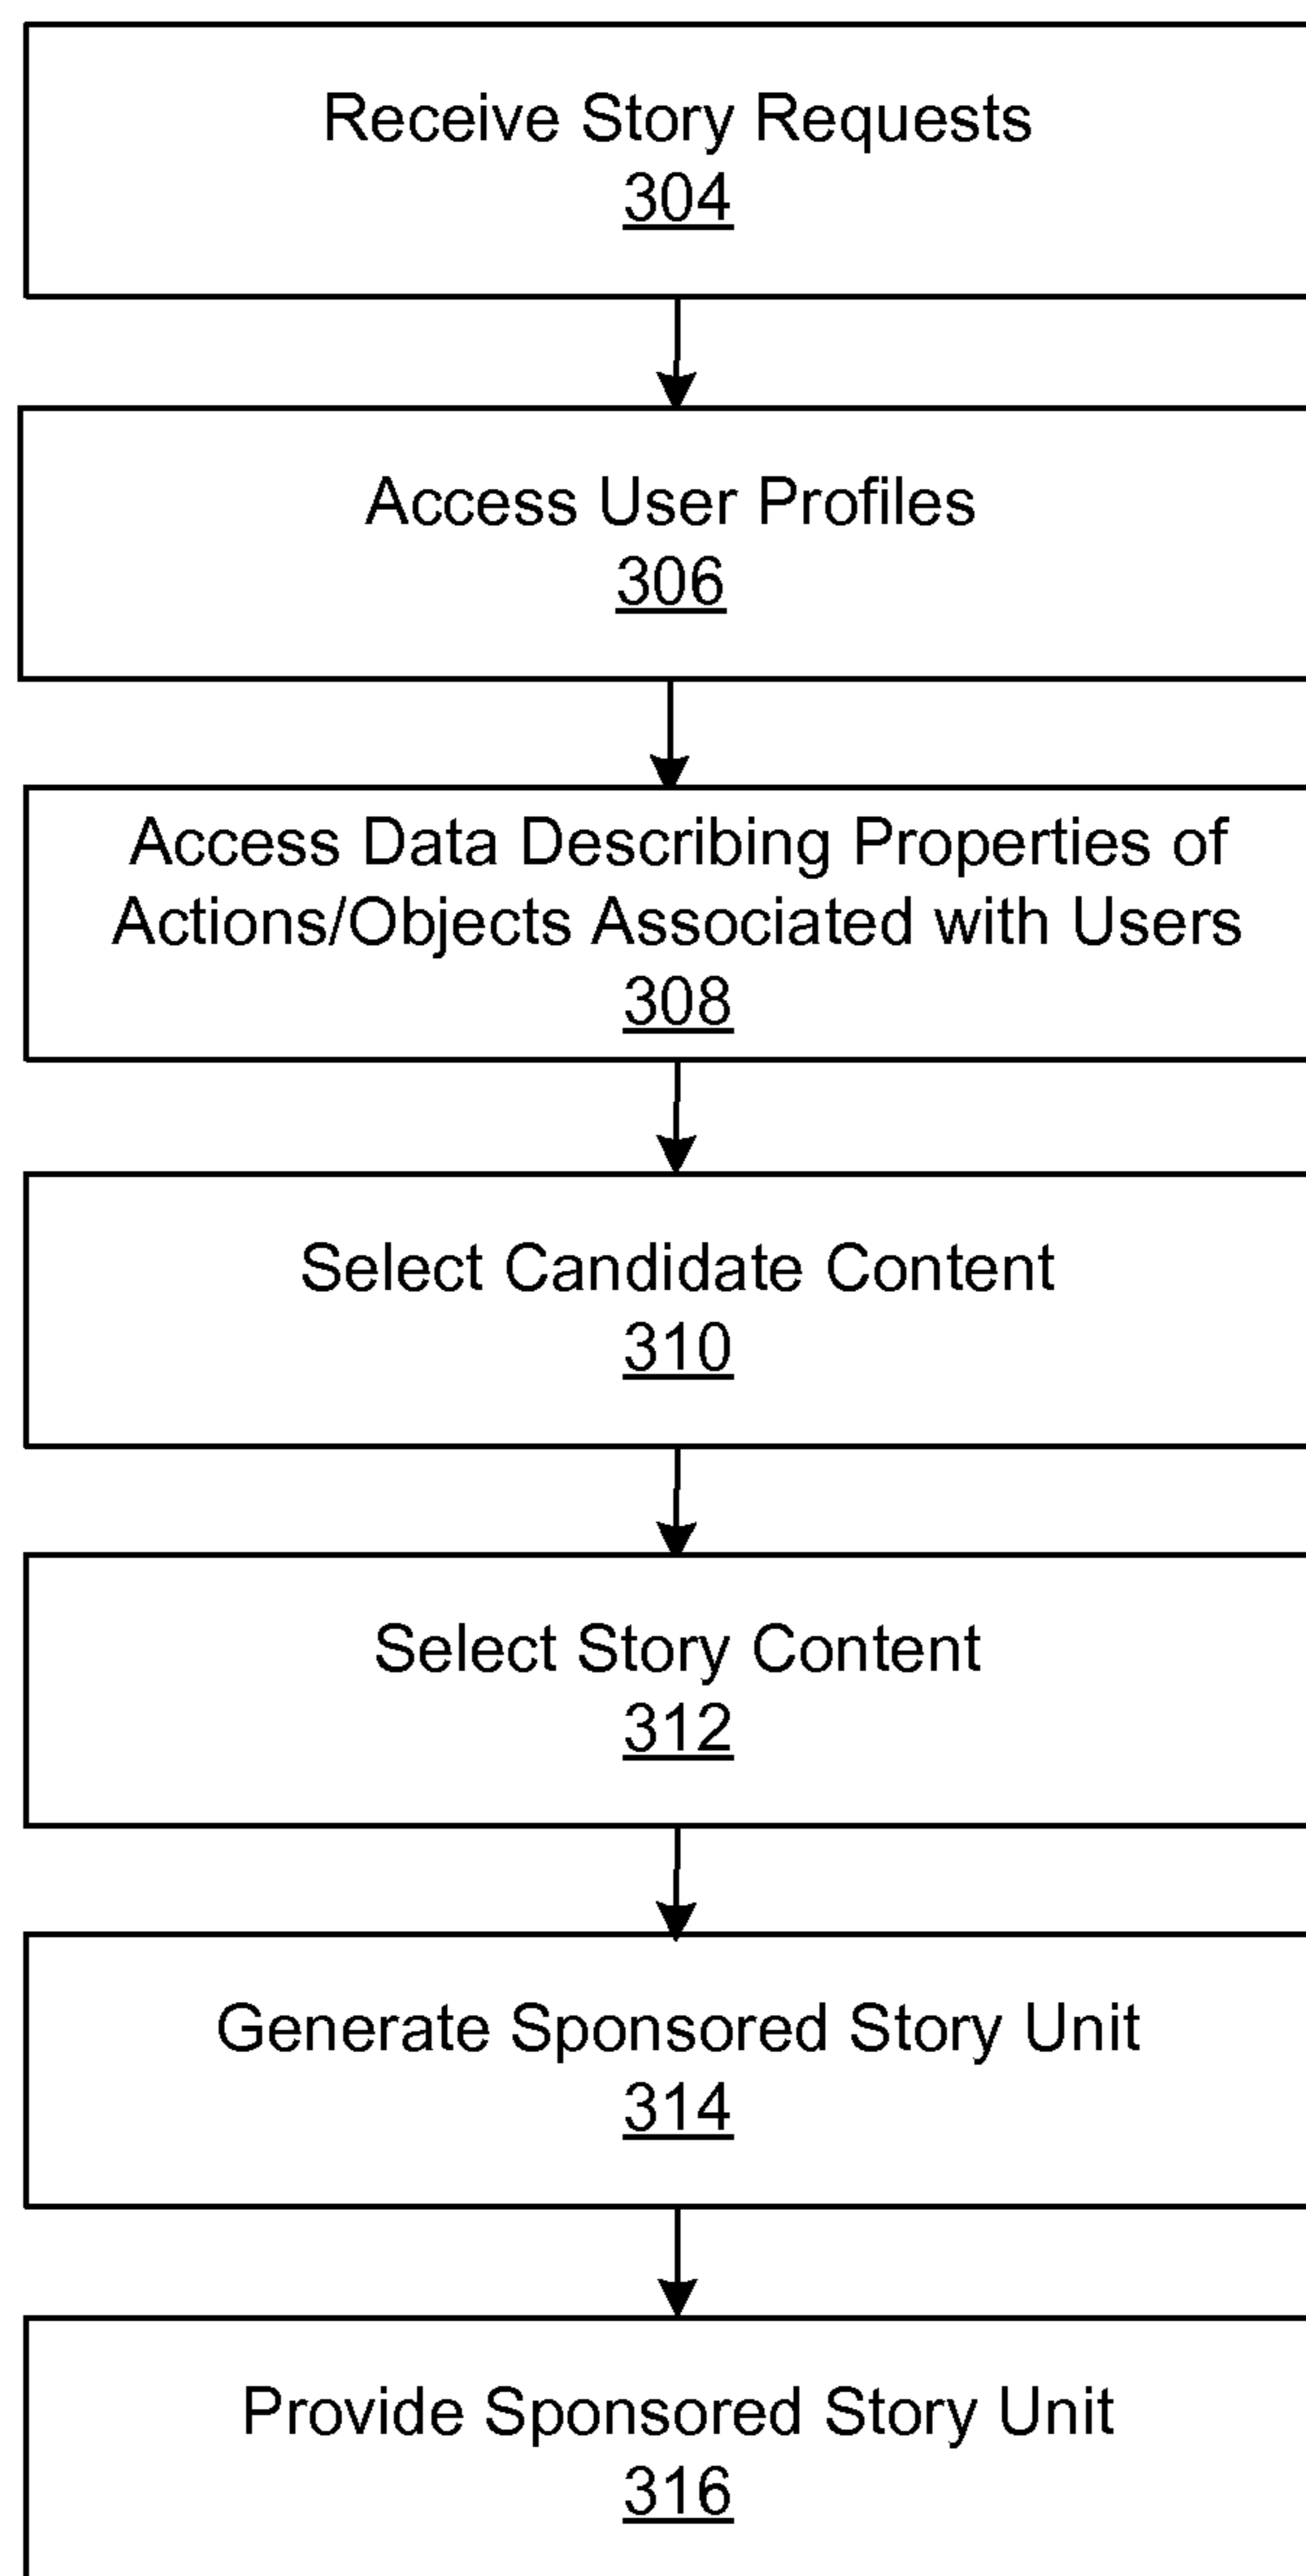 Receive Story Requests
304
Access User Profiles
306
Access Data Describing Properties of
Actions/Objects Associated with Users
308
Select Candidate Content
310
Select Story Content
312
Generate Sponsored Story Unit
314
Provide Sponsored Story Unit
316